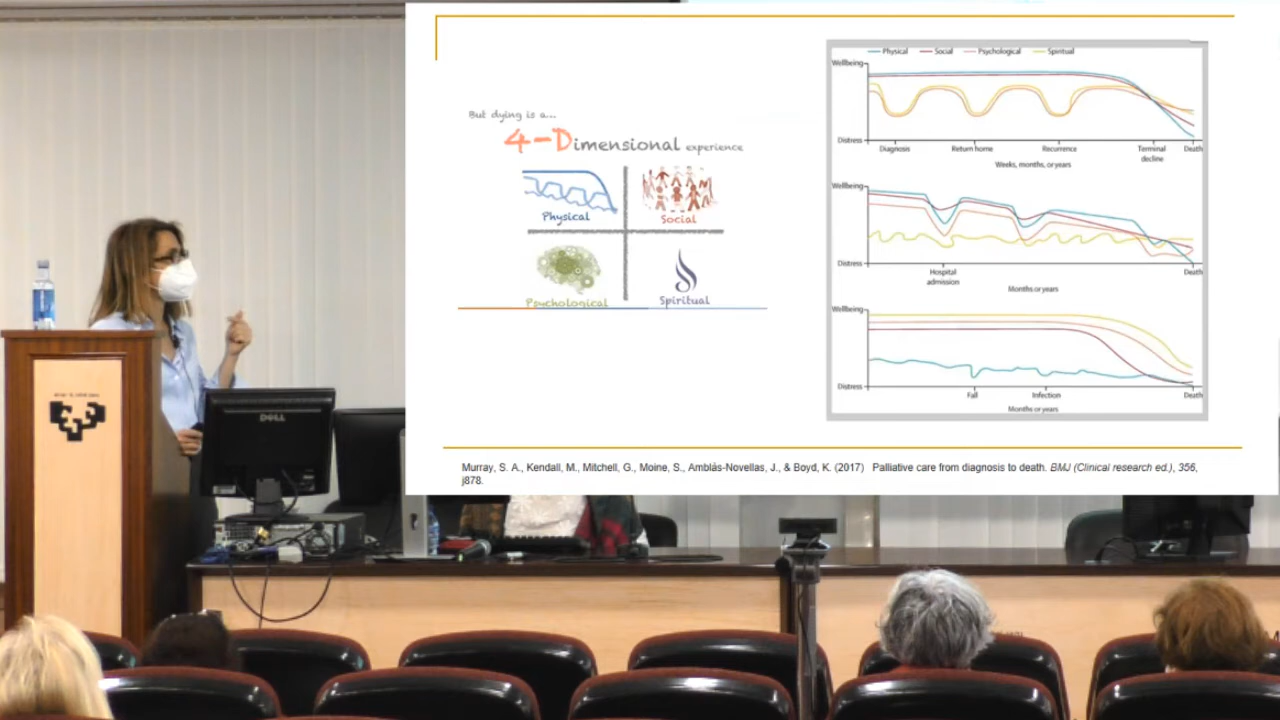 But dying is a...
4-Dimensional experience
Physical
Social
Psychological
Spiritual
Physical Social Psychological Spiritual
Wellbeing
Distress
Diagnosis Return home Recurrence Terminal decline Death
Weeks, months, or years
Wellbeing
Distress
Hospital admission Death
Months or years
Wellbeing
Distress
Fall Infection Death
Months or years
Murray, S. A., Kendall, M., Mitchell, G., Moine, S., Amblàs-Novellas, J., & Boyd, K. (2017) Palliative care from diagnosis to death. BMJ (Clinical research ed.), 356,
j878.
DELL